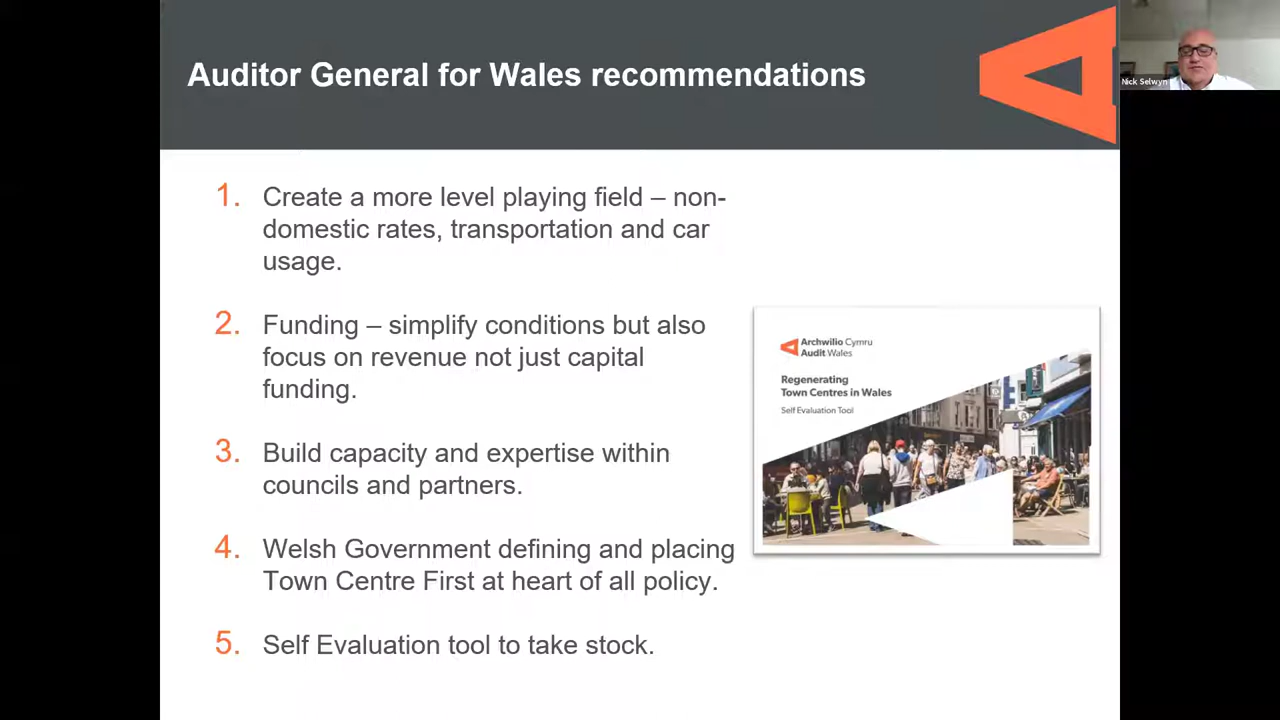 Auditor General for Wales recommendations
Nick Selwyn
1. Create a more level playing field – non-
domestic rates, transportation and car
usage.
2. Funding – simplify conditions but also
focus on revenue not just capital
funding.
3. Build capacity and expertise within
councils and partners.
4. Welsh Government defining and placing
Town Centre First at heart of all policy.
5. Self Evaluation tool to take stock.
Archwilio Cymru
Audit Wales
Regenerating
Town Centres in Wales
Self Evaluation Tool